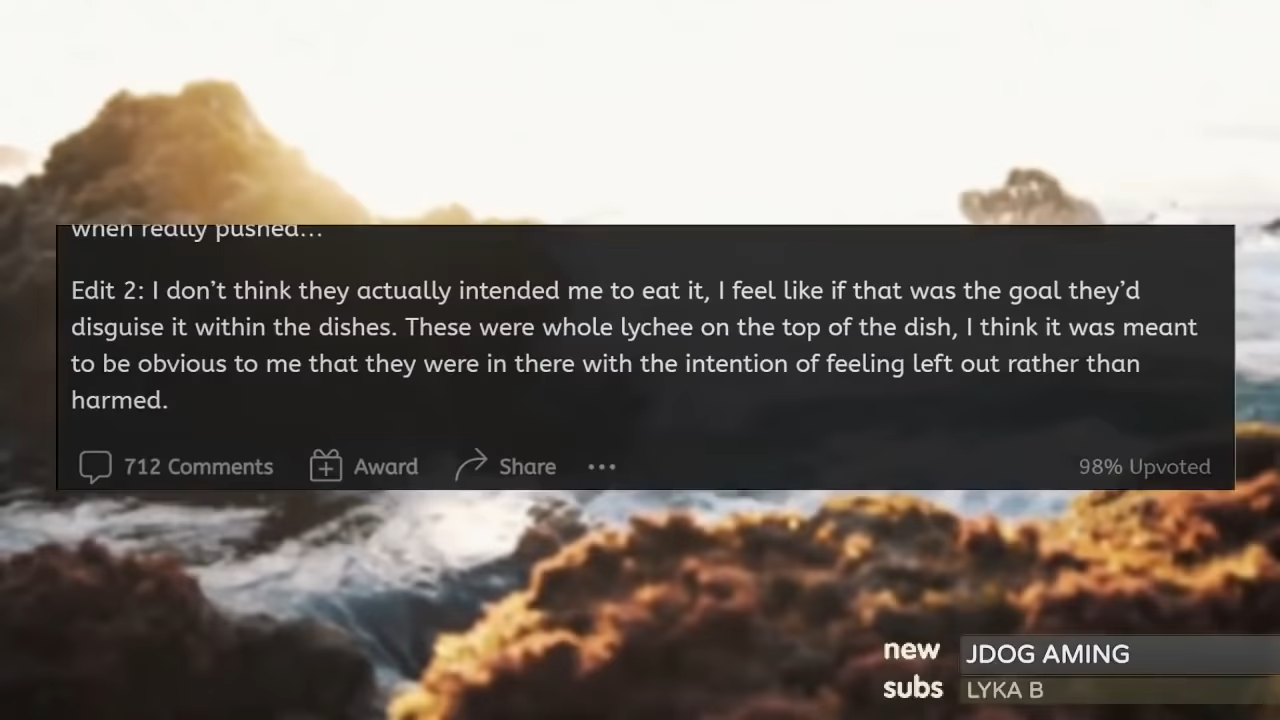 when really pushed...
Edit 2: I don't think they actually intended me to eat it, I feel like if that was the goal they'd
disguise it within the dishes. These were whole lychee on the top of the dish, I think it was meant
to be obvious to me that they were in there with the intention of feeling left out rather than
harmed.
712 Comments Award Share ••• 98% Upvoted
new JDOG AMING
subs LYKA B